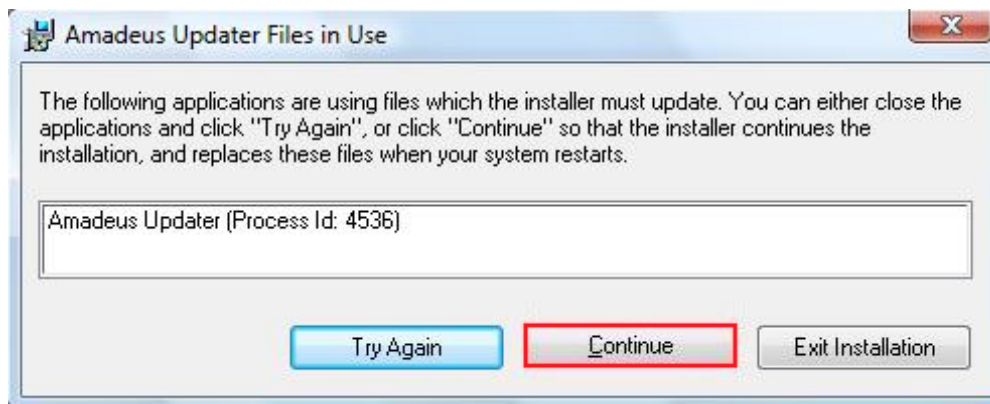 Amadeus Updater Files in Use
The following applications are using files which the installer must update. You can either close the
applications and click "Try Again", or click "Continue" so that the installer continues the
installation, and replaces these files when your system restarts.
Amadeus Updater (Process Id: 4536)
Try Again Continue Exit Installation